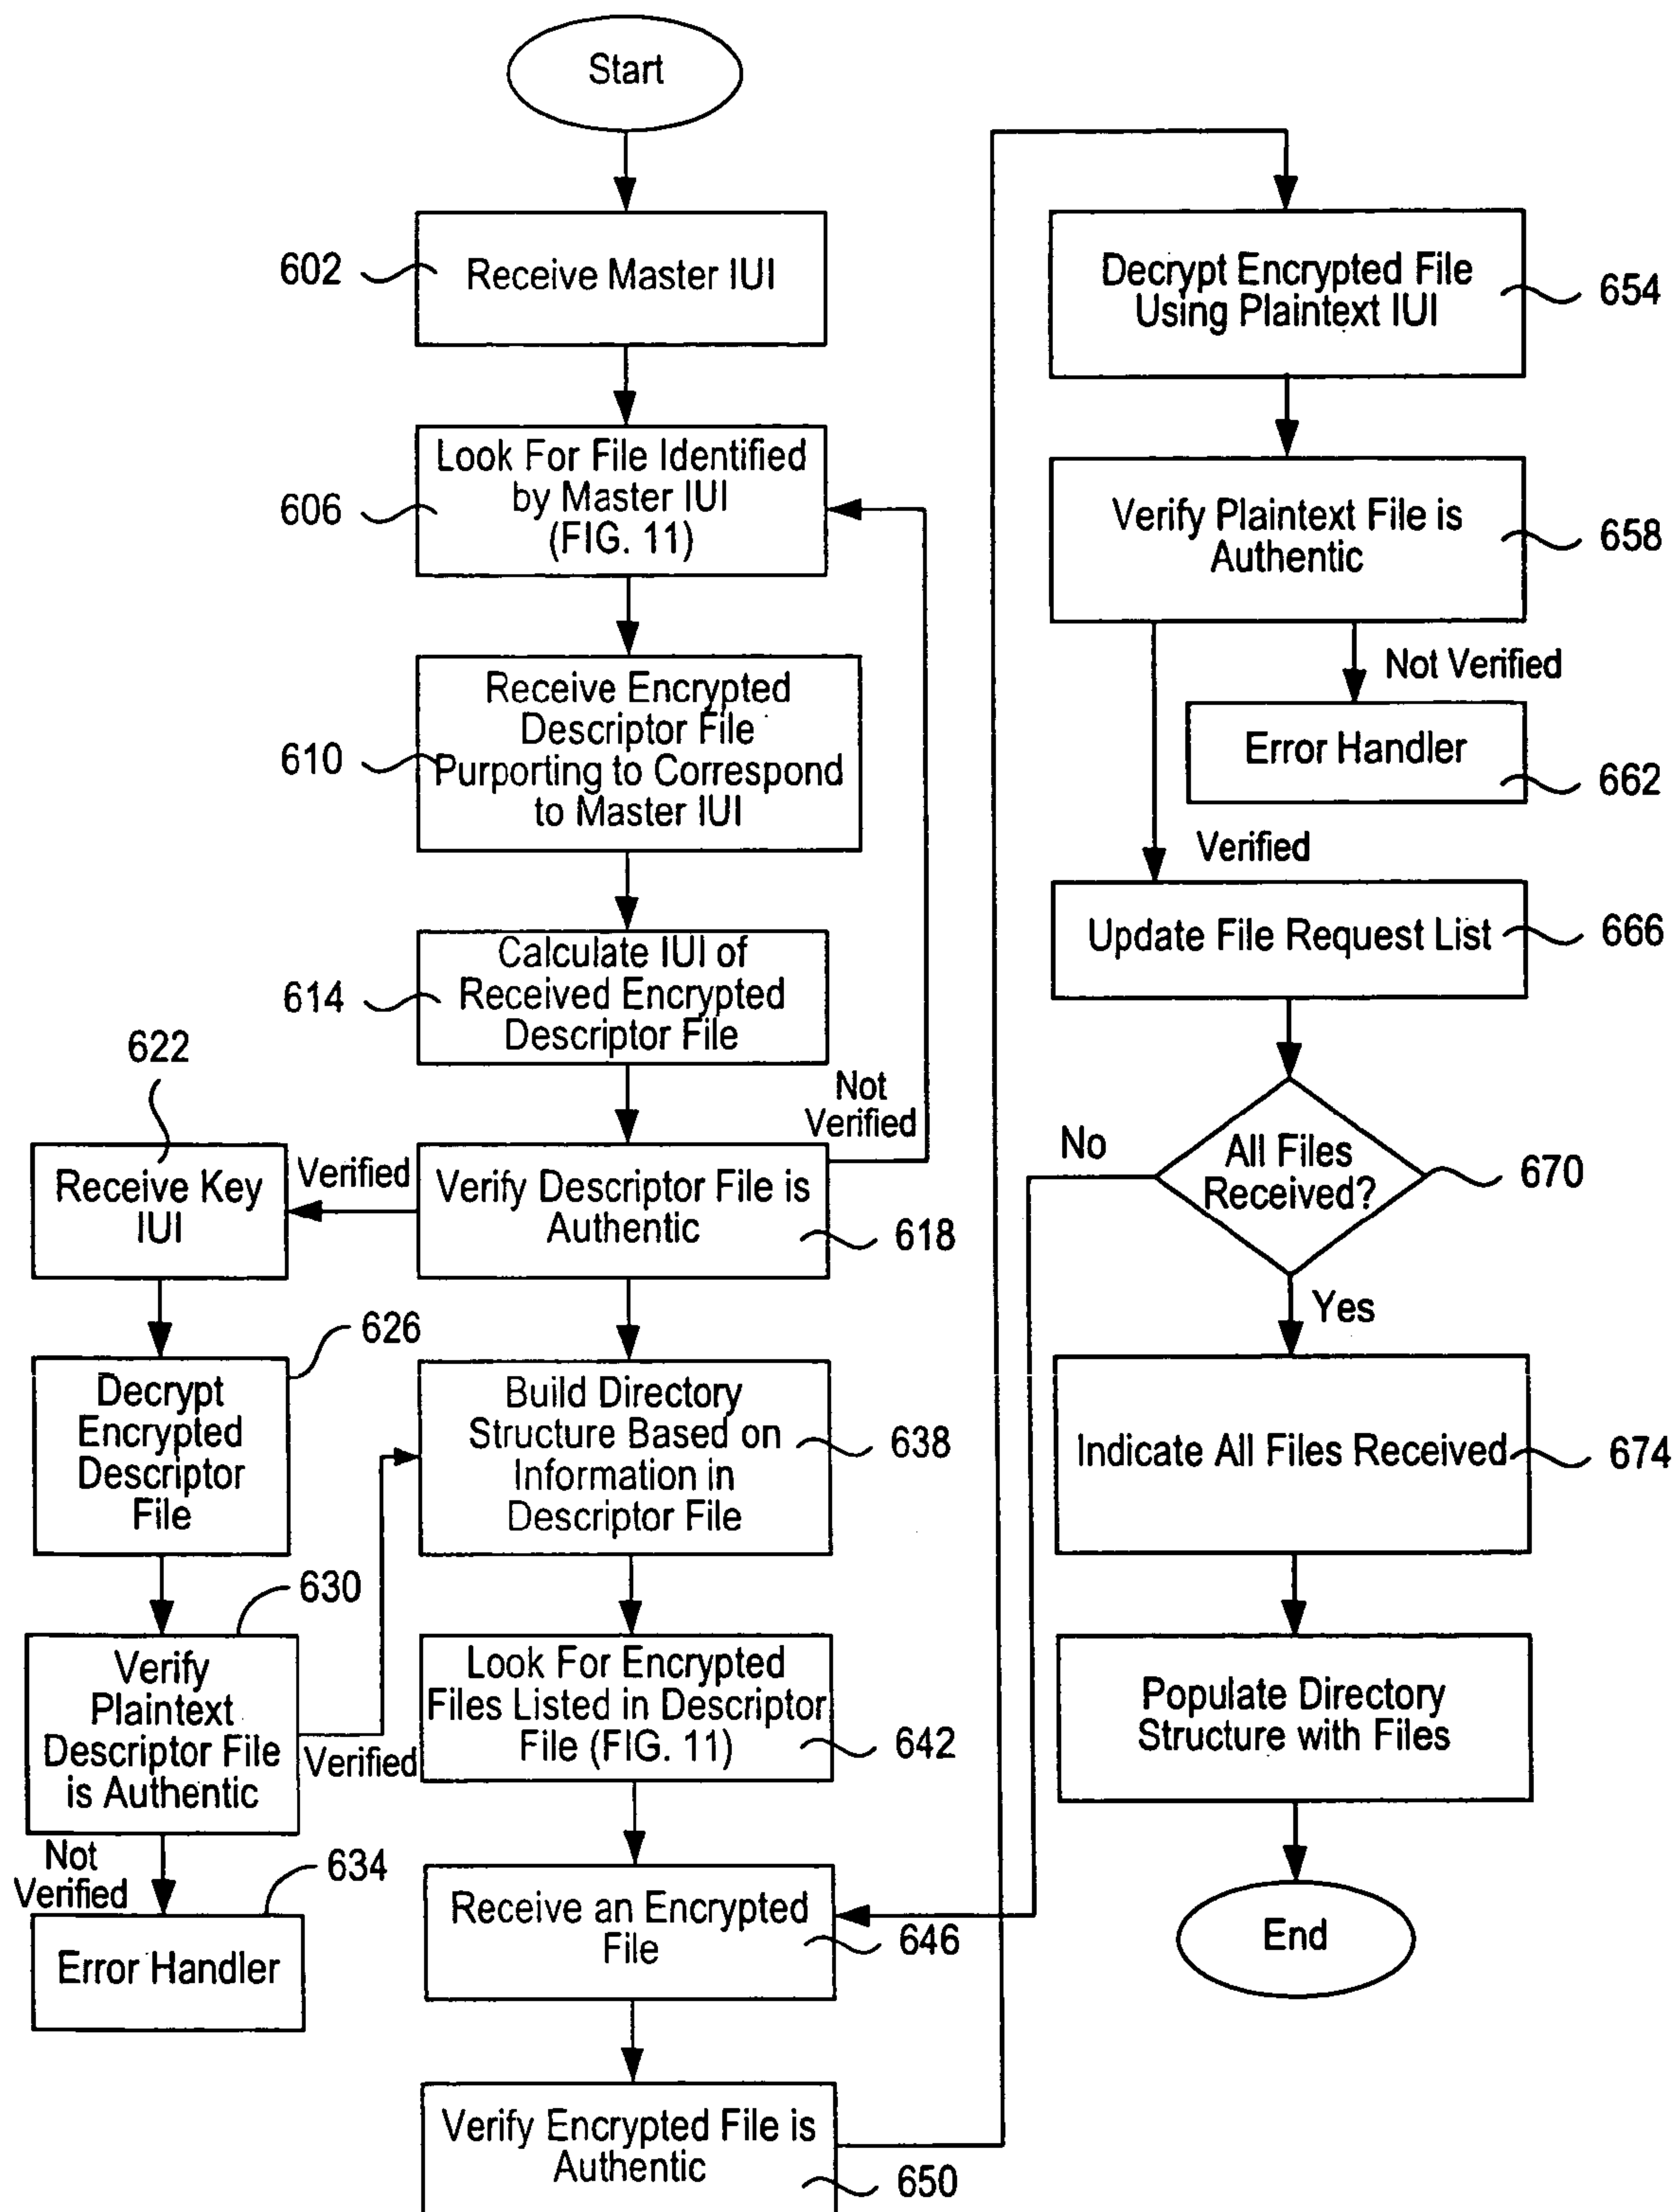 Start
602
Receive Master IUI
606
Look For File Identified
by Master IUI
(FIG. 11)
610
Receive Encrypted
Descriptor File
Purporting to Correspond
to Master IUI
614
Calculate IUI of
Received Encrypted
Descriptor File
622
Not
Verified
Receive Key
IUI
Verified
Verify Descriptor File is
Authentic
618
626
Decrypt
Encrypted
Descriptor
File
Build Directory
Structure Based on
Information in
Descriptor File
638
630
Verify
Plaintext
Descriptor File
is Authentic
Verified
Look For Encrypted
Files Listed in Descriptor
File (FIG. 11)
642
Not
Verified
634
Error Handler
Receive an Encrypted
File
646
Verify Encrypted File is
Authentic
650
Decrypt Encrypted File
Using Plaintext IUI
654
Verify Plaintext File is
Authentic
658
Not Verified
Error Handler
662
Verified
Update File Request List
666
No
All Files
Received?
670
Yes
Indicate All Files Received
674
Populate Directory
Structure with Files
End